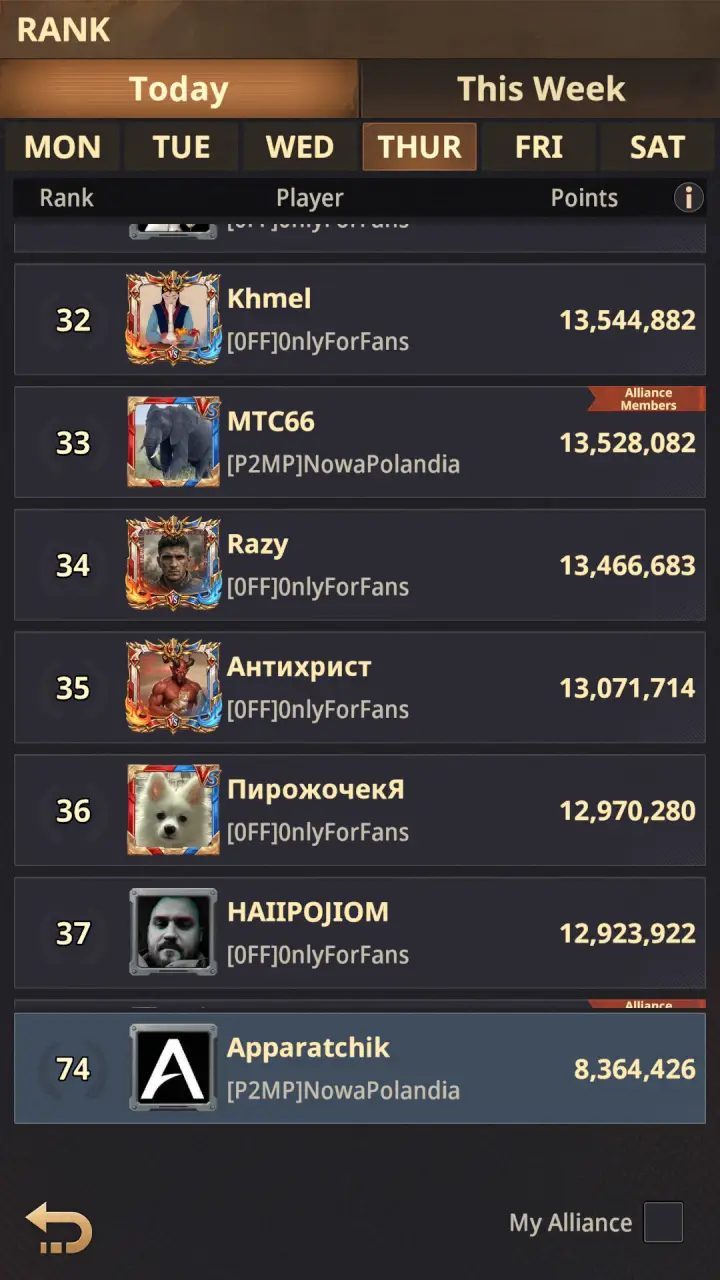 RANK
Today
This Week
MON
TUE
WED
THUR
FRI
SAT
Rank
Player
Points
[0FF]0nlyForFans
32
Khmel
[0FF]0nlyForFans
13,544,882
Alliance
Members
33
MTC66
[P2MP]NowaPolandia
13,528,082
34
Razy
[0FF]0nlyForFans
13,466,683
35
Антихрист
[0FF]0nlyForFans
13,071,714
36
ПирожочекЯ
[0FF]0nlyForFans
12,970,280
37
HAIIPOJIOM
[0FF]0nlyForFans
12,923,922
Alliance
74
Apparatchik
[P2MP]NowaPolandia
8,364,426
My Alliance